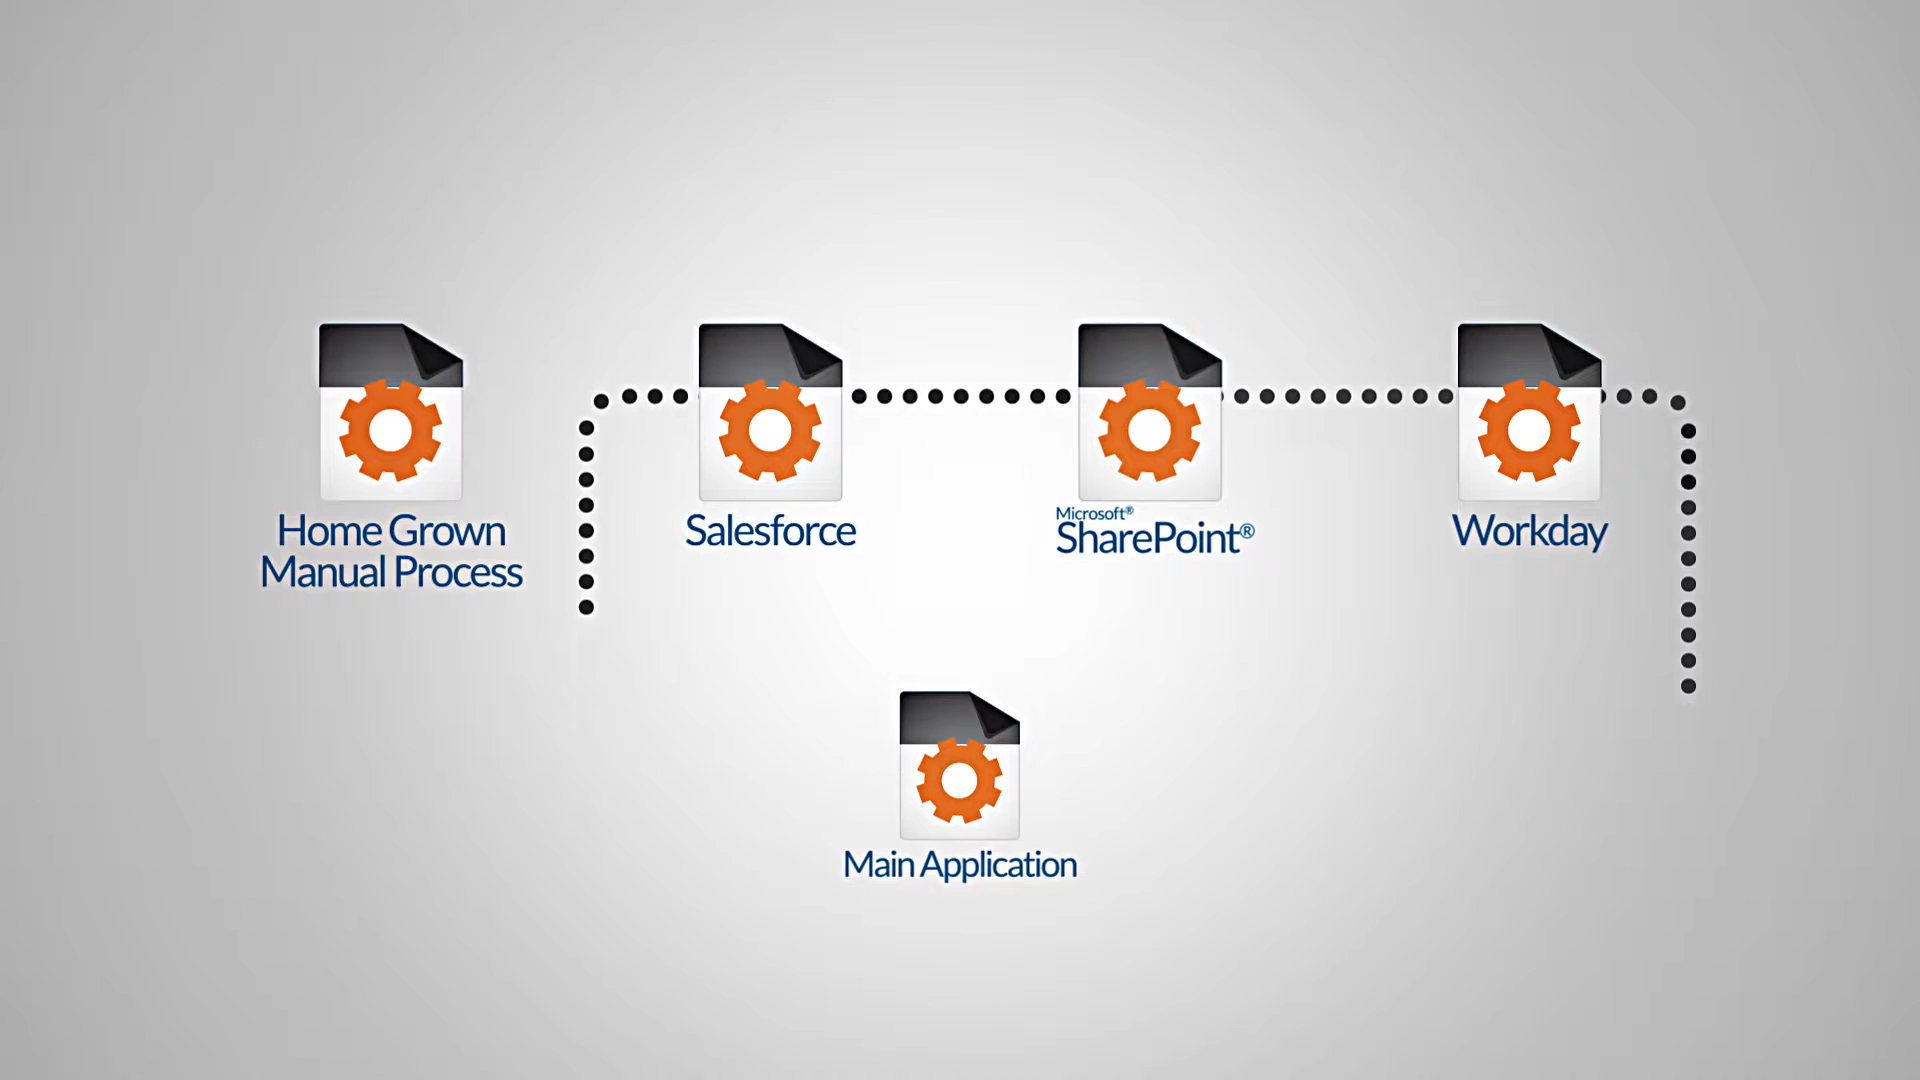 Home Grown
Manual Process
Salesforce
Microsoft®
SharePoint®
Workday
Main Application